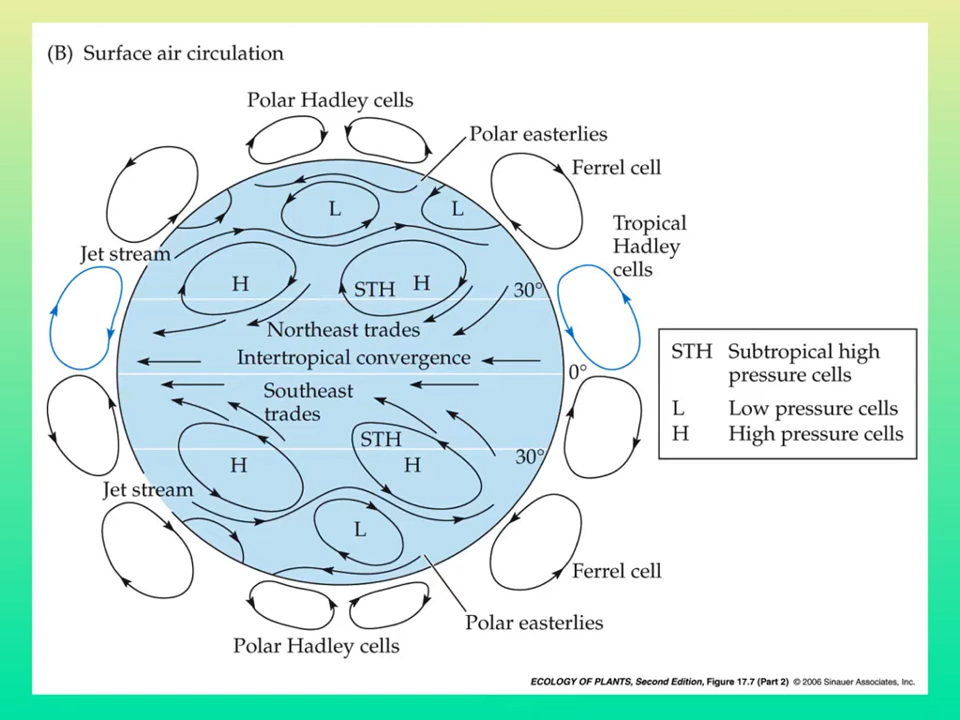 (B) Surface air circulation
Polar Hadley cells
Polar easterlies
Ferrel cell
L
L
Tropical
Hadley
cells
Jet stream
H
STH H
30°
Northeast trades
Intertropical convergence
0°
Southeast
trades
STH
H
H
30°
Jet stream
L
Ferrel cell
Polar easterlies
Polar Hadley cells
STH Subtropical high
pressure cells
L Low pressure cells
H High pressure cells
ECOLOGY OF PLANTS, Second Edition, Figure 17.7 (Part 2) © 2006 Sinauer Associates, Inc.